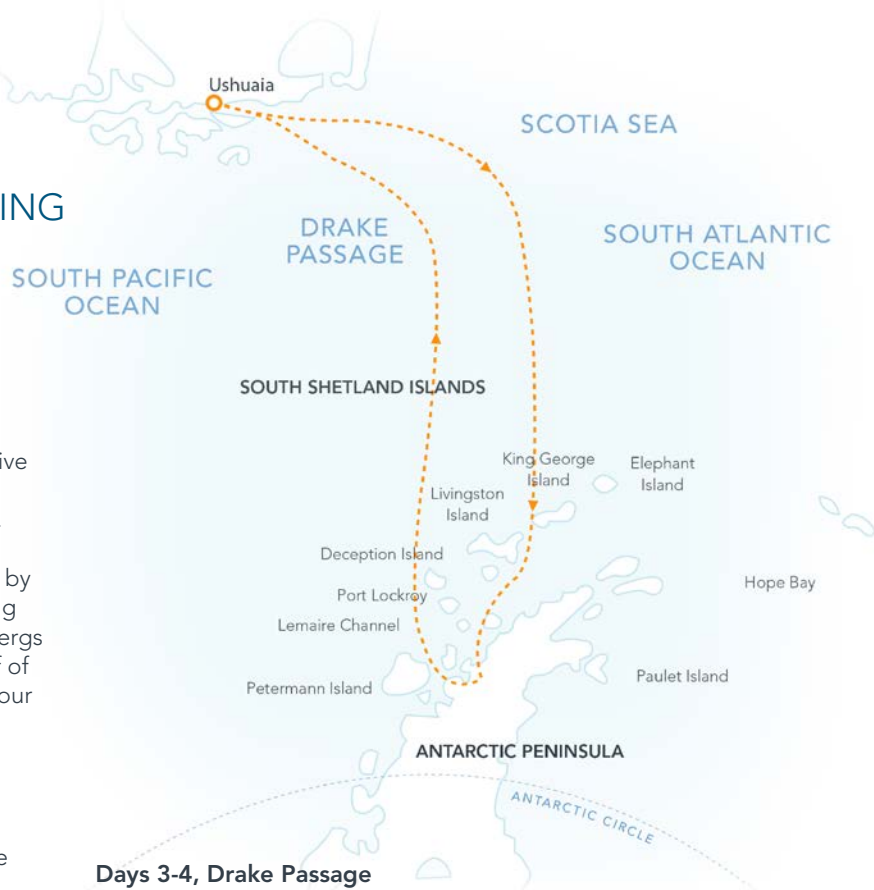 Ushuaia
SCOTIA SEA
ING
DRAKE
PASSAGE
SOUTH ATLANTIC
OCEAN
SOUTH PACIFIC
OCEAN
SOUTH SHETLAND ISLANDS
ive
King George
Island
Elephant
Island
Livingston
Island
Deception Island
by
Hope Bay
Port Lockroy
g
Lemaire Channel
ergs
of
Paulet Island
Petermann Island
our
ANTARCTIC PENINSULA
ANTARCTIC CIRCLE
e
Days 3-4, Drake Passage